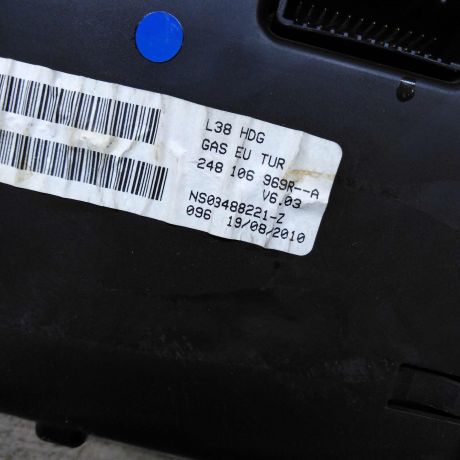 L38 HDG
GAS EU TUR
248 106 969R--A
V6.03
NS03488221-Z
096 19/08/2010